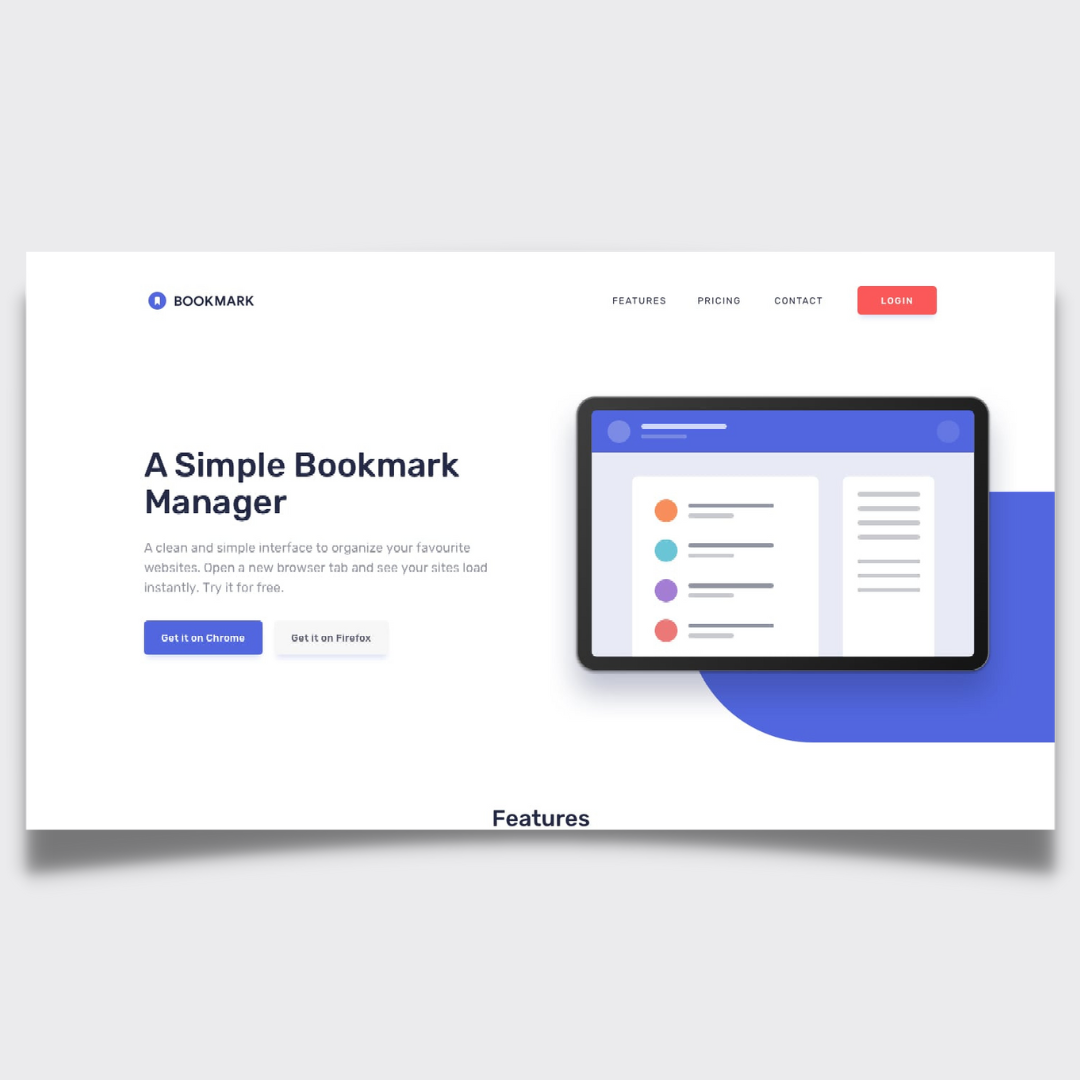 BOOKMARK
FEATURES PRICING CONTACT LOGIN
A Simple Bookmark
Manager
A clean and simple interface to organize your favourite
websites. Open a new browser tab and see your sites load
instantly. Try it for free.
Get it on Chrome Get it on Firefox
Features